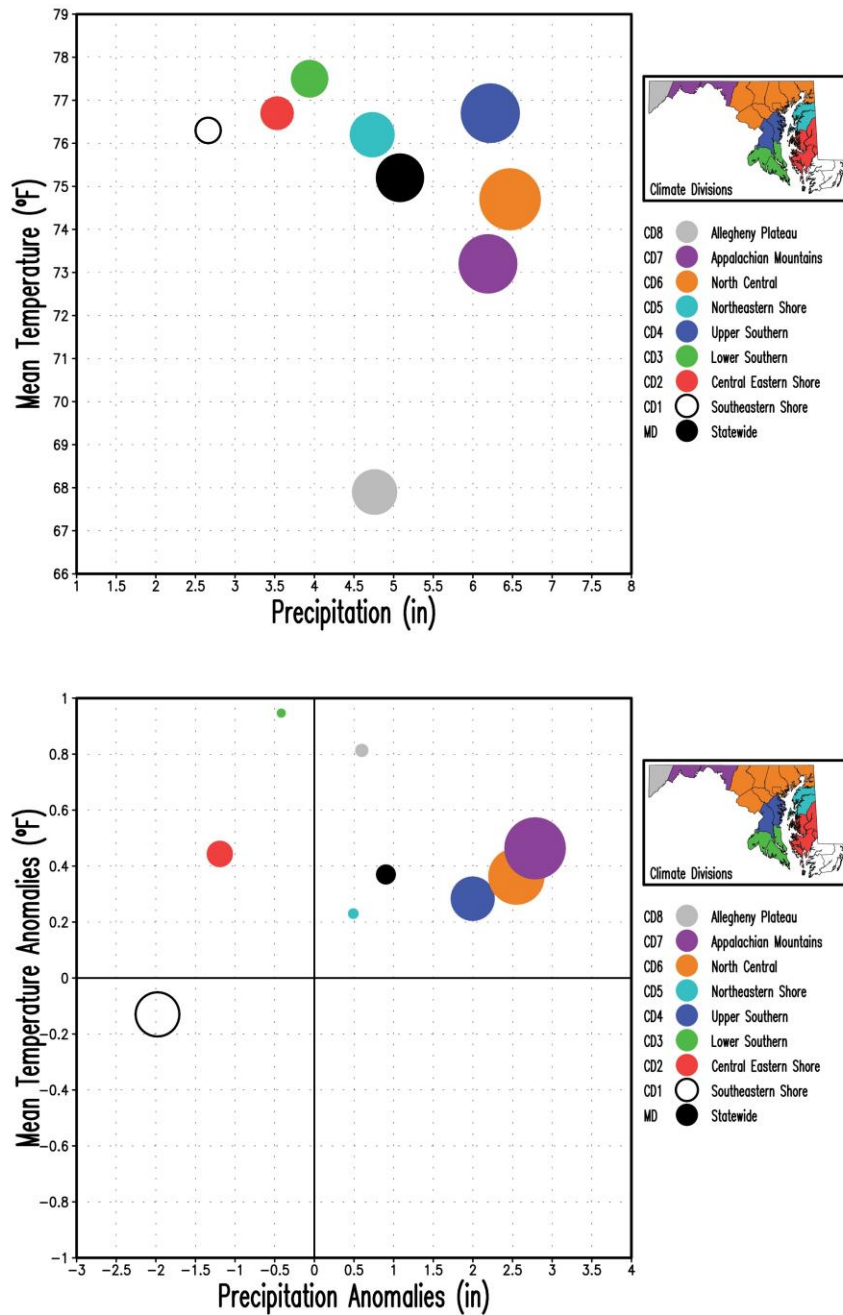 79
78
77
76
75
74
73
72
71
70
69
68
67
66
Mean Temperature (°F)
1 1.5 2 2.5 3 3.5 4 4.5 5 5.5 6 6.5 7 7.5 8
Precipitation (in)
Climate Divisions
CD8 Allegheny Plateau
CD7 Appalachian Mountains
CD6 North Central
CD5 Northeastern Shore
CD4 Upper Southern
CD3 Lower Southern
CD2 Central Eastern Shore
CD1 Southeastern Shore
MD Statewide
1
0.8
0.6
0.4
0.2
0
-0.2
-0.4
-0.6
-0.8
-1
Mean Temperature Anomalies (°F)
-3 -2.5 -2 -1.5 -1 -0.5 0 0.5 1 1.5 2 2.5 3 3.5 4
Precipitation Anomalies (in)
Climate Divisions
CD8 Allegheny Plateau
CD7 Appalachian Mountains
CD6 North Central
CD5 Northeastern Shore
CD4 Upper Southern
CD3 Lower Southern
CD2 Central Eastern Shore
CD1 Southeastern Shore
MD Statewide